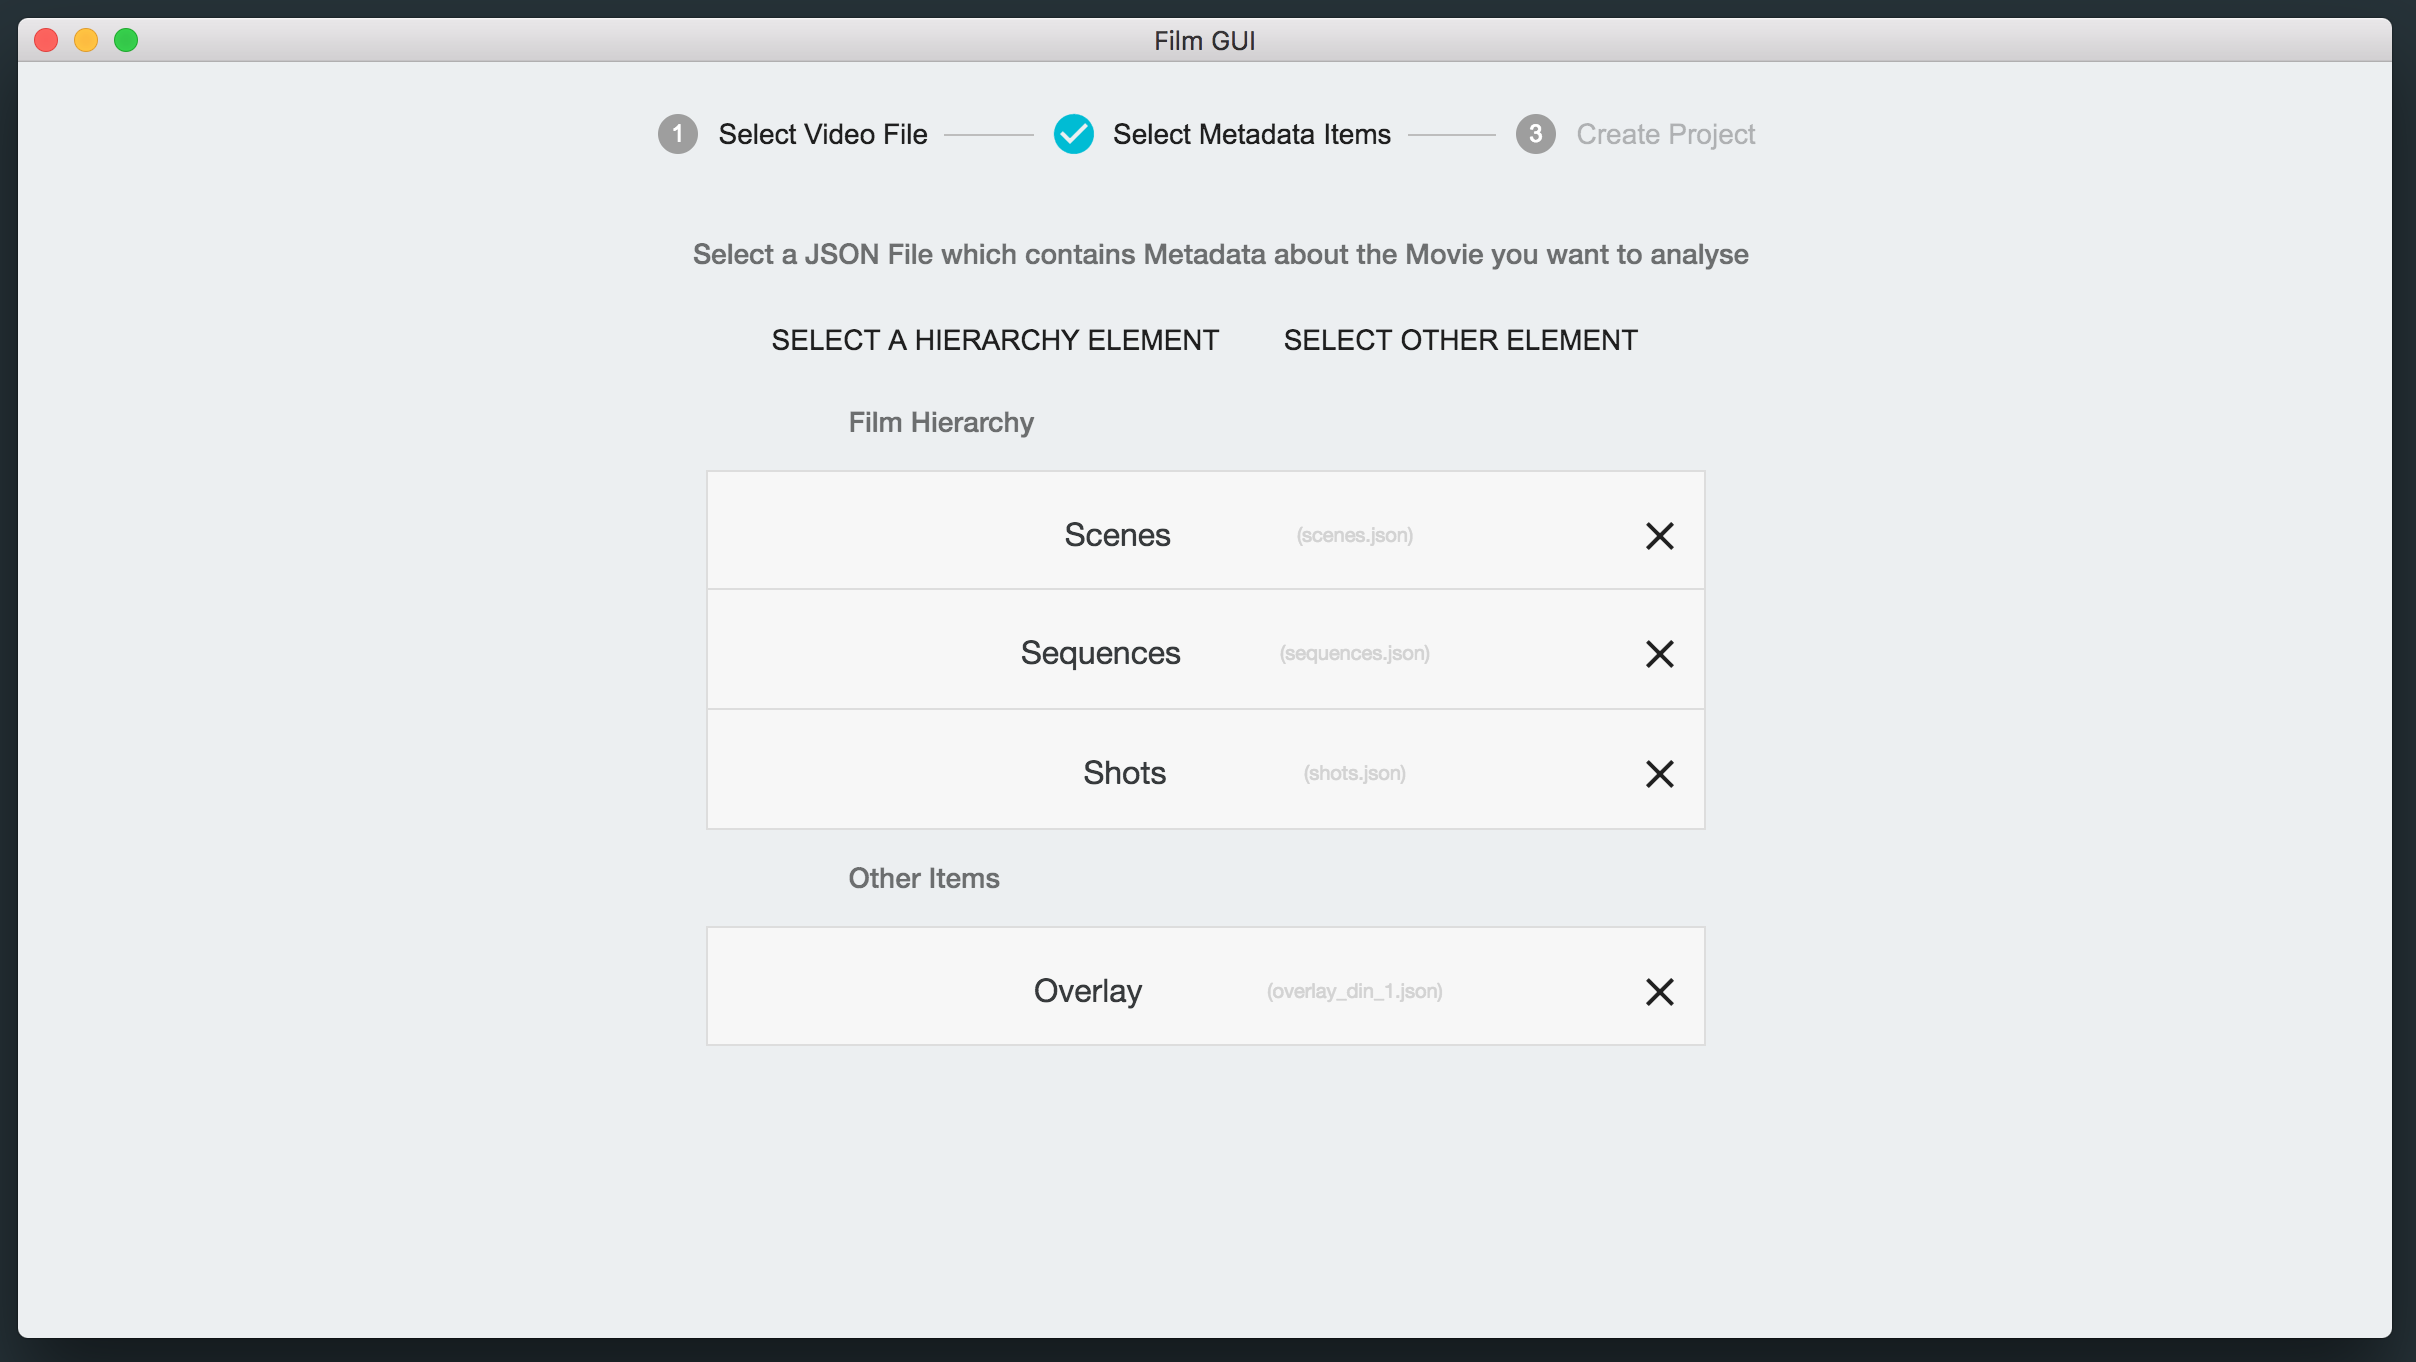 Film GUI
1 Select Video File Select Metadata Items 3 Create Project
Select a JSON File which contains Metadata about the Movie you want to analyse
SELECT A HIERARCHY ELEMENT SELECT OTHER ELEMENT
Film Hierarchy
Scenes (scenes.json)
Sequences (sequences.json)
Shots (shots.json)
Other Items
Overlay (overlay_din_1.json)